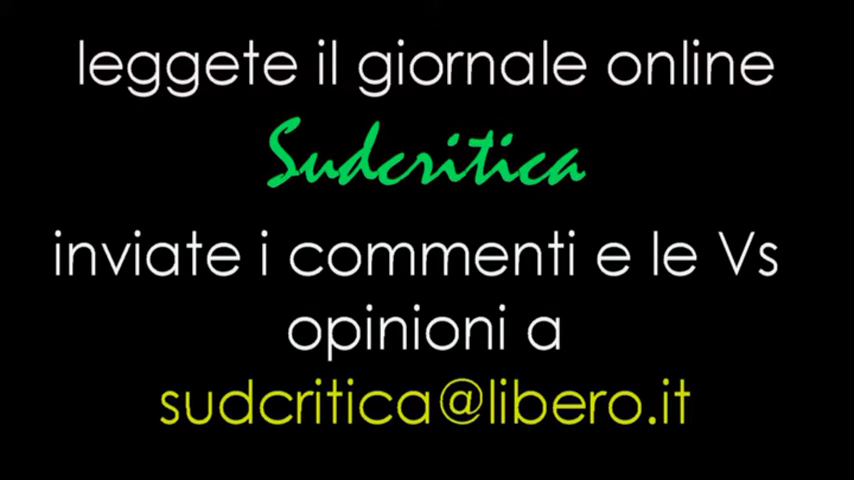 leggete il giornale online
Sudcritica
inviate i commenti e le Vs
opinioni a
sudcritica@libero.it